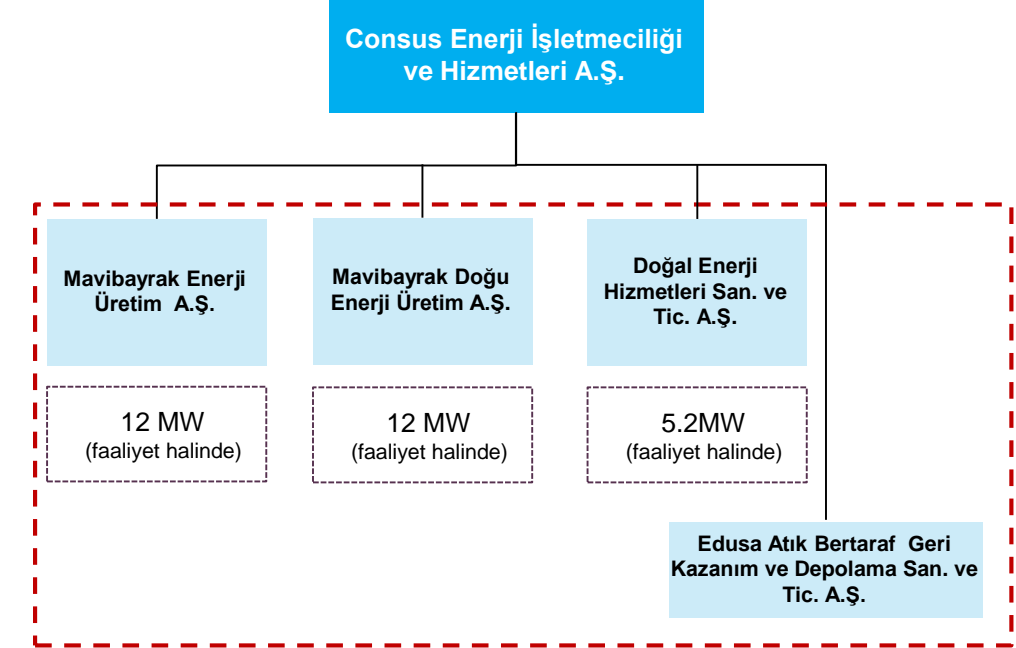 Consus Enerji İşletmeciliği
ve Hizmetleri A.Ş.
Mavibayrak Enerji
Üretim A.Ş.
Mavibayrak Doğu
Enerji Üretim A.Ş.
Doğal Enerji
Hizmetleri San. ve
Tic. A.Ş.
12 MW
(faaliyet halinde)
12 MW
(faaliyet halinde)
5.2MW
(faaliyet halinde)
Edusa Atık Bertaraf Geri
Kazanım ve Depolama San. ve
Tic. A.Ş.